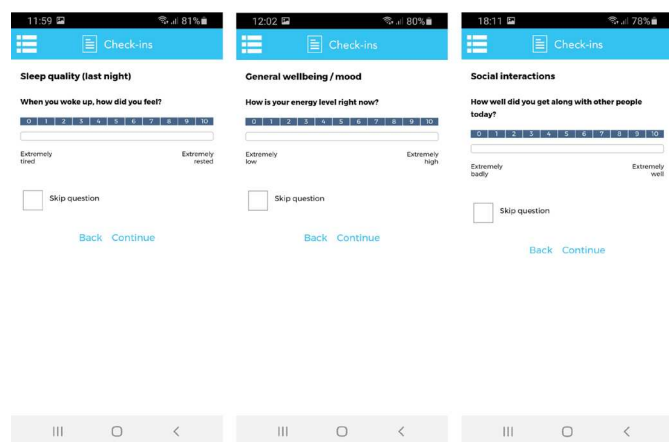 11:59 81%
Check-ins
Sleep quality (last night)
When you woke up, how did you feel?
0 1 2 3 4 5 6 7 8 9 10
Extremely tired
Extremely rested
Skip question
Back Continue
12:02 80%
Check-ins
General wellbeing / mood
How is your energy level right now?
0 1 2 3 4 5 6 7 8 9 10
Extremely low
Extremely high
Skip question
Back Continue
18:11 78%
Check-ins
Social interactions
How well did you get along with other people
today?
0 1 2 3 4 5 6 7 8 9 10
Extremely badly
Extremely well
Skip question
Back Continue